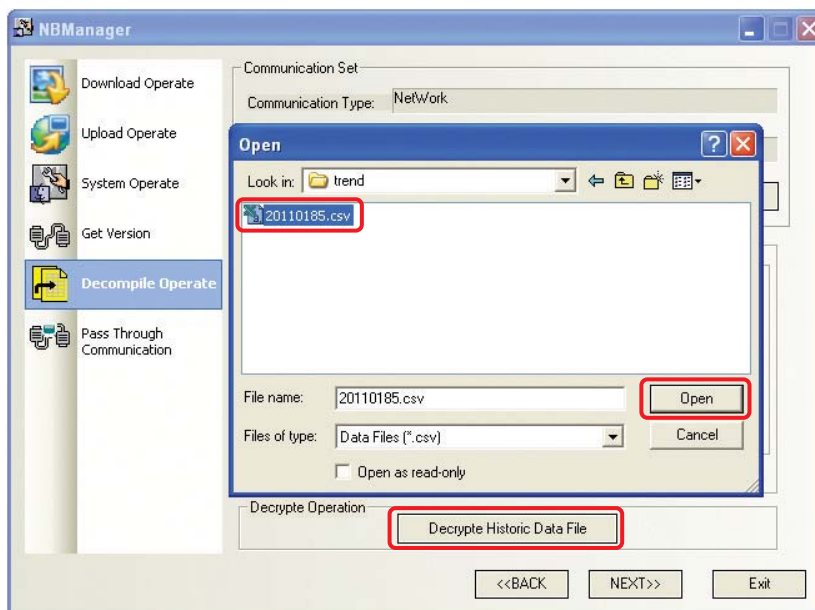 NBManager
Download Operate
Upload Operate
System Operate
Get Version
Decompile Operate
Pass Through
Communication
Communication Set
Communication Type: NetWork
Open
Look in: trend
20110185.csv
File name: 20110185.csv
Open
Files of type: Data Files (*.csv)
Cancel
Open as read-only
Decrypte Operation
Decrypte Historic Data File
<<BACK
NEXT>>
Exit